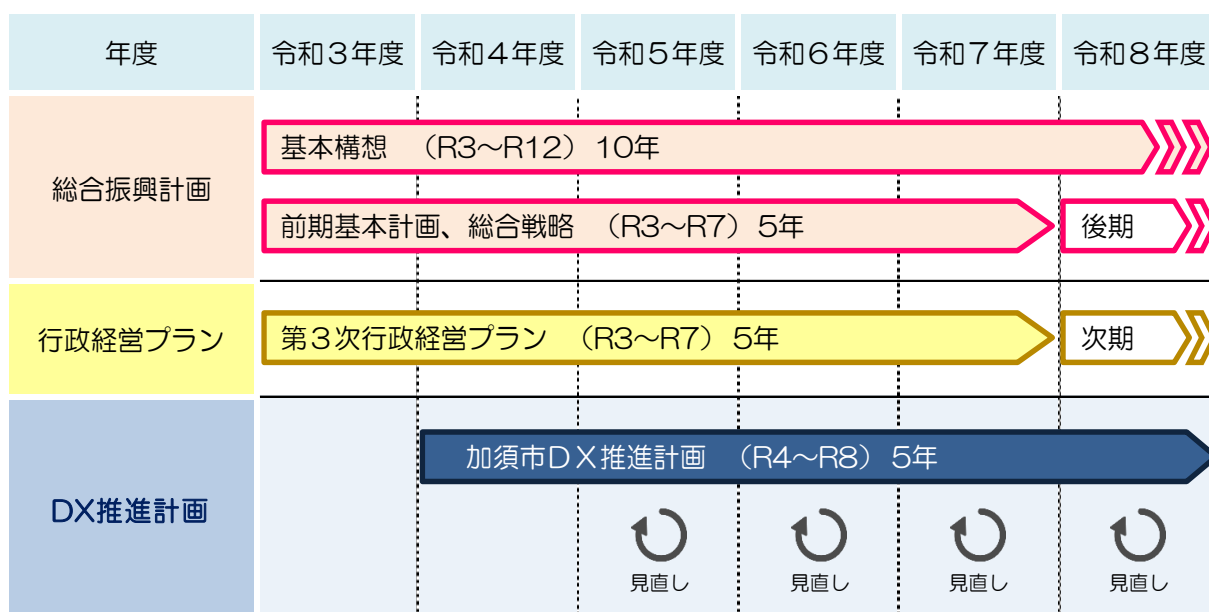 年度 令和3年度 令和4年度 令和5年度 令和6年度 令和7年度 令和8年度
総合振興計画
基本構想 （R3～R12）10年
前期基本計画、総合戦略 （R3～R7）5年 後期
行政経営プラン 第3次行政経営プラン （R3～R7）5年 次期
DX推進計画
加須市DX推進計画 （R4～R8）5年
見直し 見直し 見直し 見直し